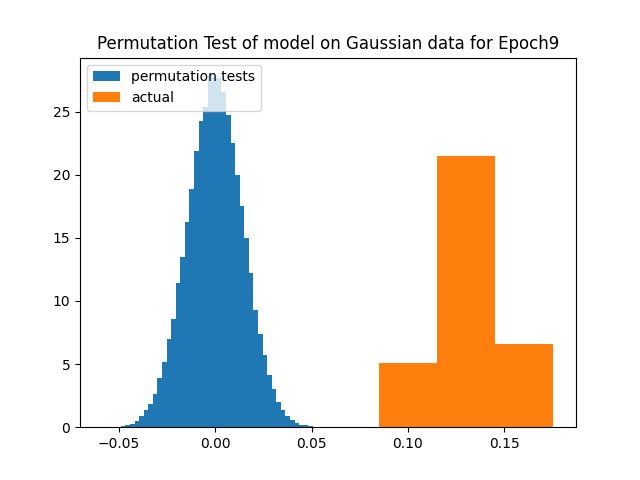 Permutation Test of model on Gaussian data for Epoch9
permutation tests
actual
25
20
15
10
5
0
−0.05 0.00 0.05 0.10 0.15